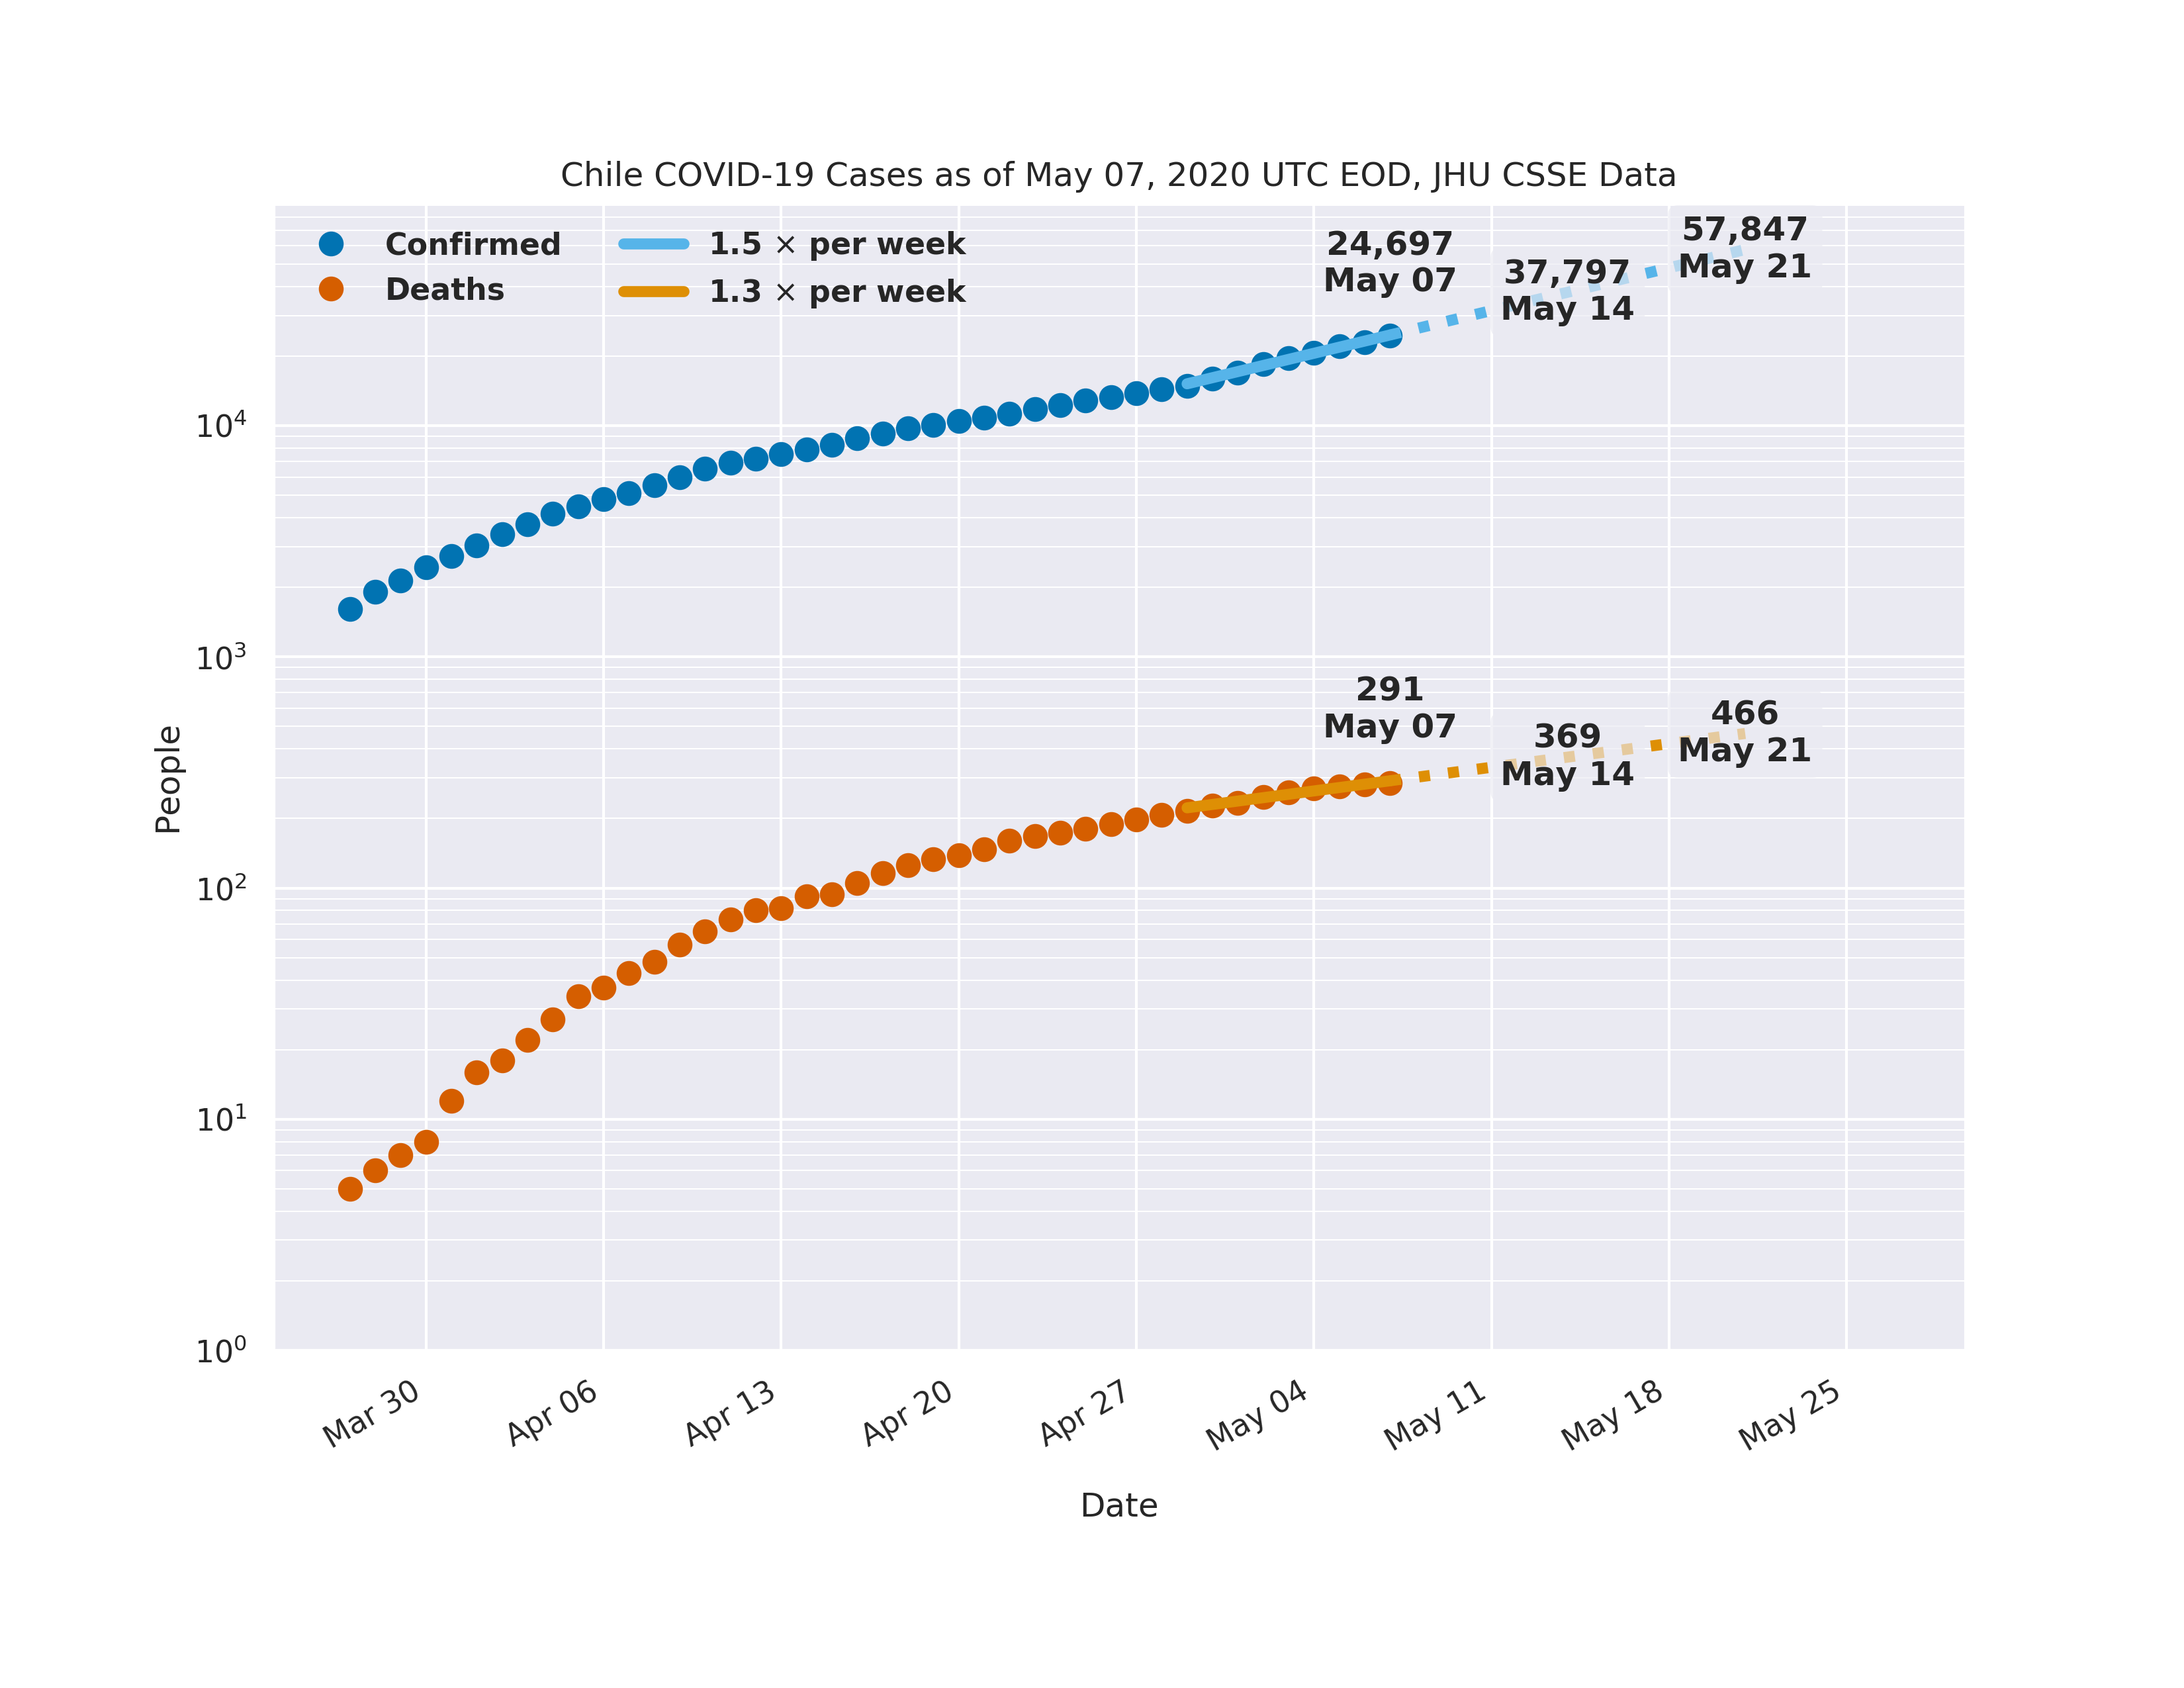 Chile COVID-19 Cases as of May 07, 2020 UTC EOD, JHU CSSE Data
Confirmed
Deaths
1.5 × per week
1.3 × per week
24,697
May 07
37,797
May 14
57,847
May 21
291
May 07
369
May 14
466
May 21
10⁴
10³
10²
10¹
10⁰
People
Mar 30
Apr 06
Apr 13
Apr 20
Apr 27
May 04
May 11
May 18
May 25
Date